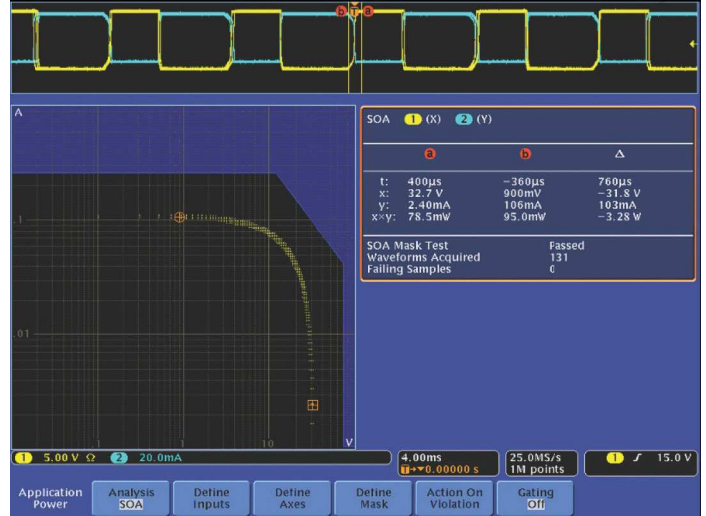 b T a
A
SOA 1 (X) 2 (Y)
a b Δ
t: 400µs −360µs 760µs
x: 32.7 V 900mV −31.8 V
y: 2.40mA 106mA 103mA
x×y: 78.5mW 95.0mW −3.28 W
SOA Mask Test Passed
Waveforms Acquired 131
Failing Samples 0
.1
.01
.1 1 10 V
1 5.00 V Ω 2 20.0mA
4.00ms
T→▾0.00000 s
25.0MS/s
1M points
1 ƒ 15.0 V
Application
Power
Analysis
SOA
Define
Inputs
Define
Axes
Define
Mask
Action On
Violation
Gating
Off